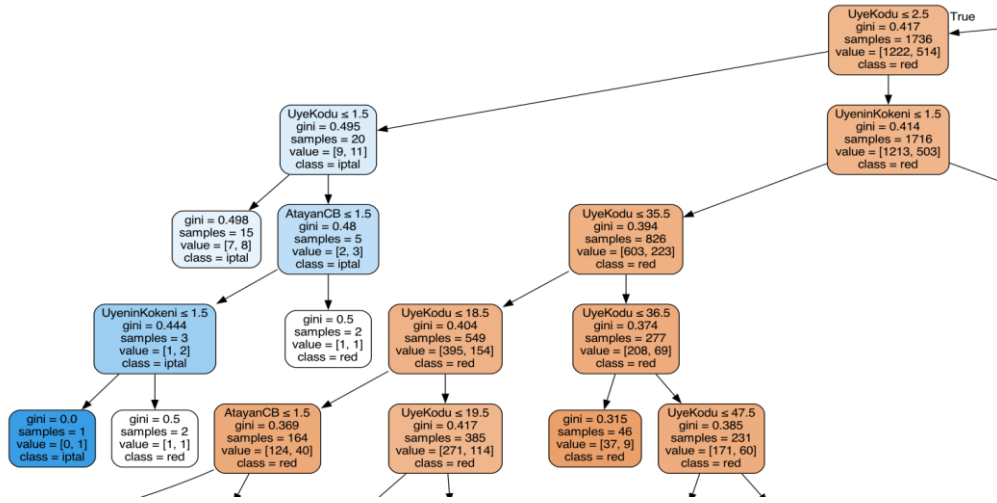 UyeKodu ≤ 2.5
gini = 0.417
samples = 1736
value = [1222, 514]
class = red
True
UyeKodu ≤ 1.5
gini = 0.495
samples = 20
value = [9, 11]
class = iptal
UyeninKokeni ≤ 1.5
gini = 0.414
samples = 1716
value = [1213, 503]
class = red
gini = 0.498
samples = 15
value = [7, 8]
class = iptal
AtayanCB ≤ 1.5
gini = 0.48
samples = 5
value = [2, 3]
class = iptal
UyeKodu ≤ 35.5
gini = 0.394
samples = 826
value = [603, 223]
class = red
UyeninKokeni ≤ 1.5
gini = 0.444
samples = 3
value = [1, 2]
class = iptal
gini = 0.5
samples = 2
value = [1, 1]
class = red
UyeKodu ≤ 18.5
gini = 0.404
samples = 549
value = [395, 154]
class = red
UyeKodu ≤ 36.5
gini = 0.374
samples = 277
value = [208, 69]
class = red
gini = 0.0
samples = 1
value = [0, 1]
class = iptal
gini = 0.5
samples = 2
value = [1, 1]
class = red
AtayanCB ≤ 1.5
gini = 0.369
samples = 164
value = [124, 40]
class = red
UyeKodu ≤ 19.5
gini = 0.417
samples = 385
value = [271, 114]
class = red
gini = 0.315
samples = 46
value = [37, 9]
class = red
UyeKodu ≤ 47.5
gini = 0.385
samples = 231
value = [171, 60]
class = red